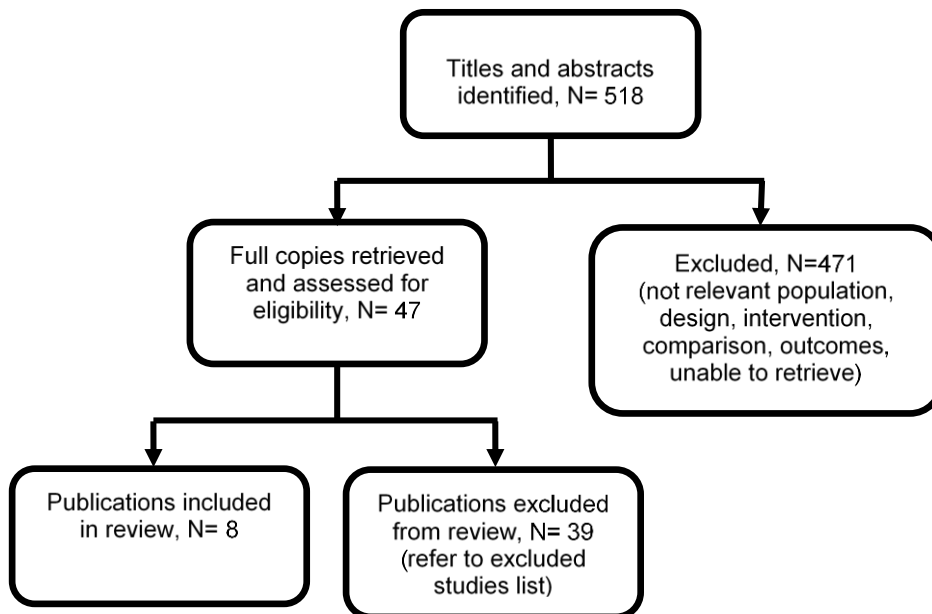 Titles and abstracts
identified, N= 518
Full copies retrieved
and assessed for
eligibility, N= 47
Excluded, N=471
(not relevant population,
design, intervention,
comparison, outcomes,
unable to retrieve)
Publications included
in review, N= 8
Publications excluded
from review, N= 39
(refer to excluded
studies list)